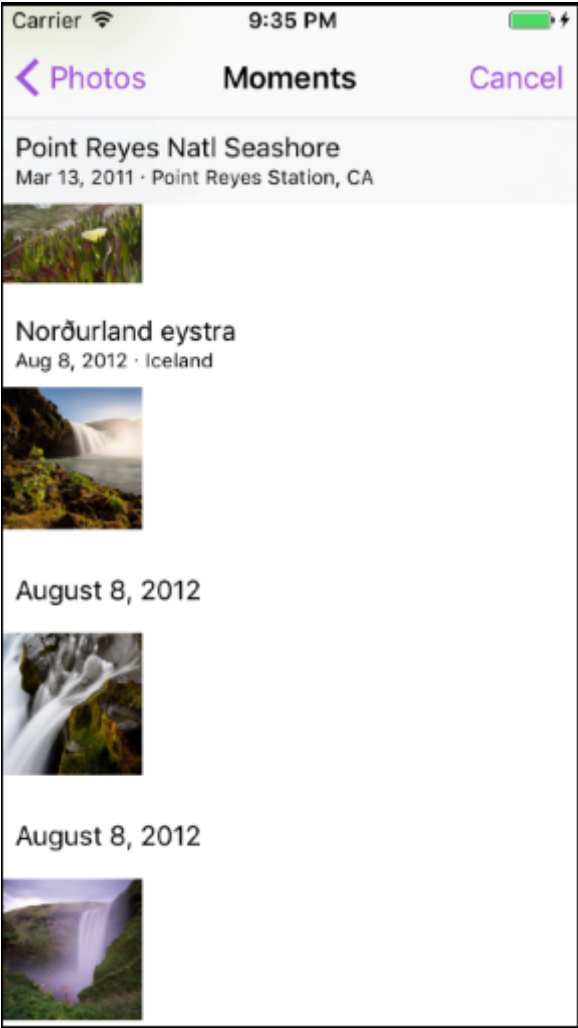 Carrier 9:35 PM
Photos Moments Cancel
Point Reyes Natl Seashore
Mar 13, 2011 · Point Reyes Station, CA
Norðurland eystra
Aug 8, 2012 · Iceland
August 8, 2012
August 8, 2012